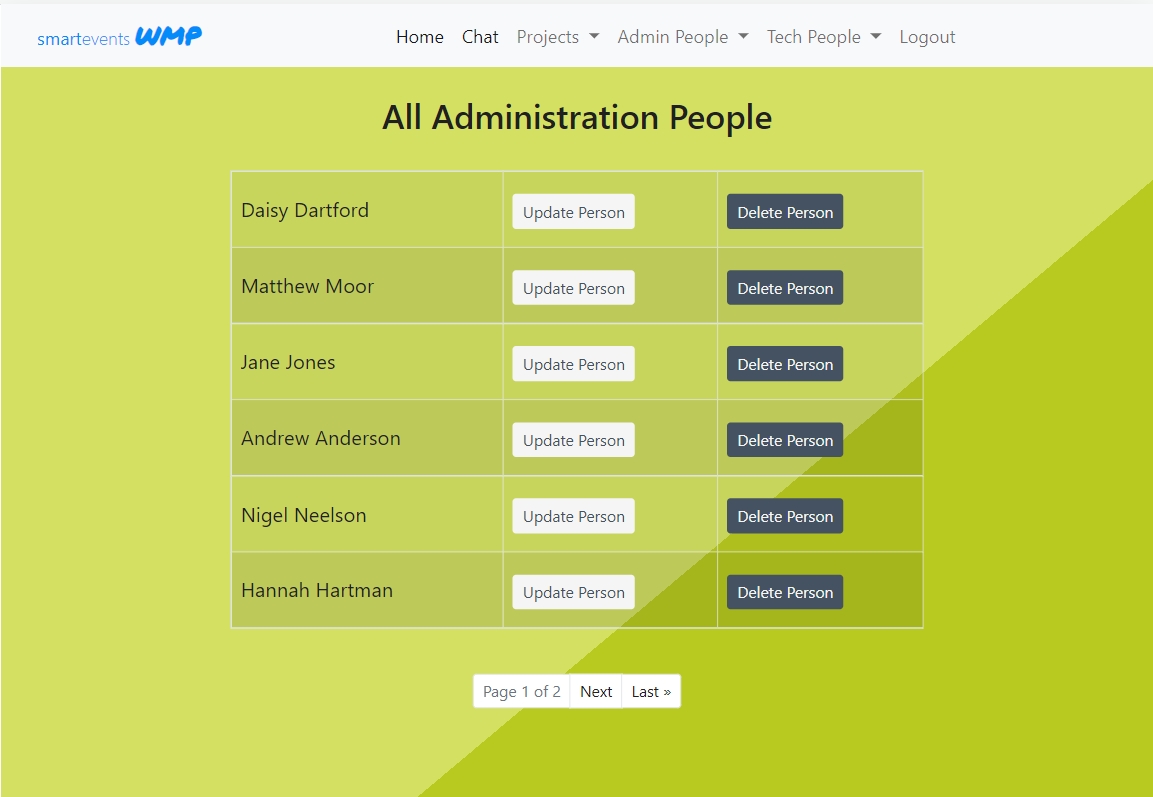 smartevents WMP Home Chat Projects Admin People Tech People Logout
All Administration People
Daisy Dartford Update Person Delete Person
Matthew Moor Update Person Delete Person
Jane Jones Update Person Delete Person
Andrew Anderson Update Person Delete Person
Nigel Neelson Update Person Delete Person
Hannah Hartman Update Person Delete Person
Page 1 of 2 Next Last »